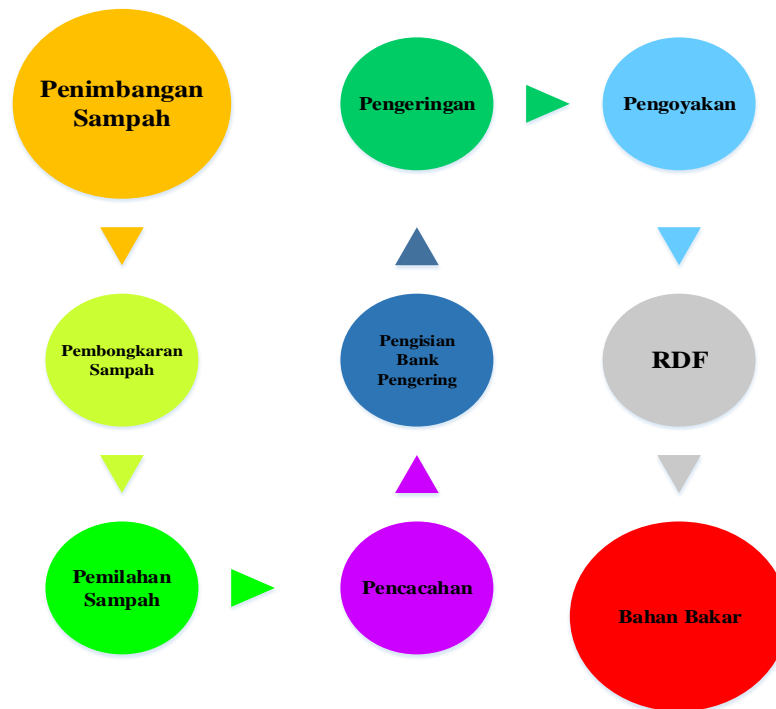 Penimbangan
Sampah
Pembongkaran
Sampah
Pemilahan
Sampah
Pencacahan
Pengisian
Bank
Pengering
Pengeringan
Pengoyakan
RDF
Bahan Bakar